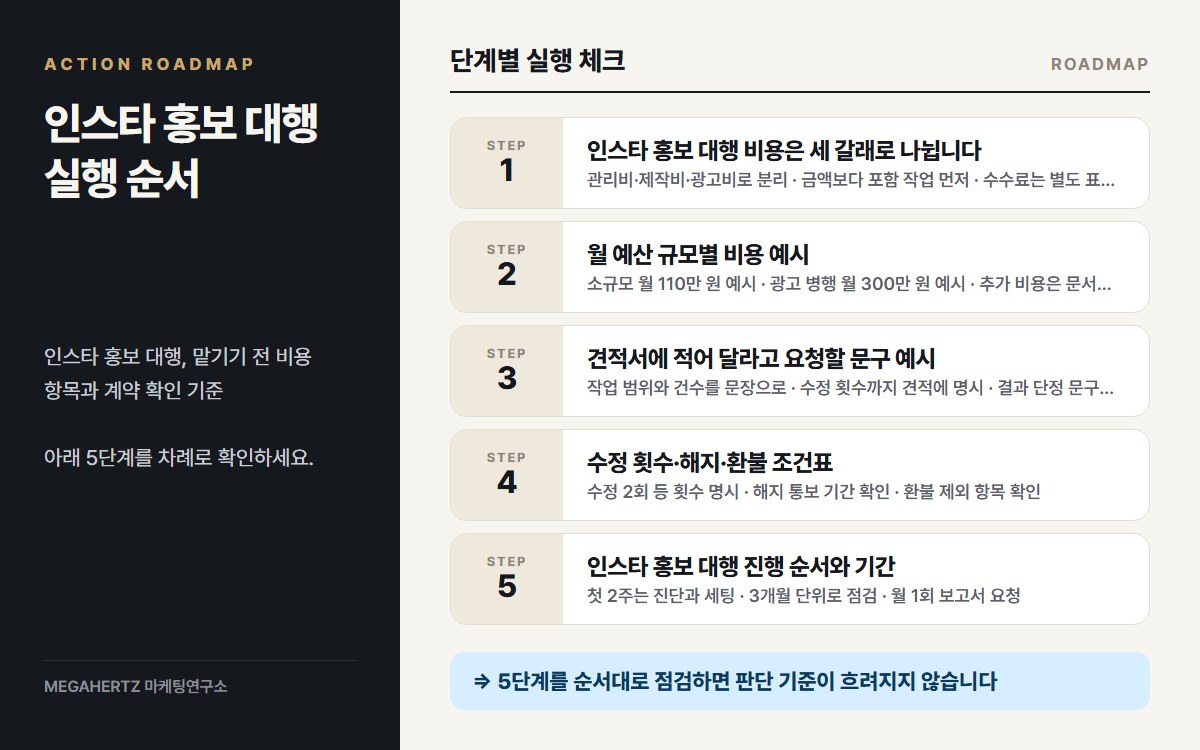 ACTION ROADMAP
인스타 홍보 대행
실행 순서
인스타 홍보 대행, 맡기기 전 비용
항목과 계약 확인 기준
아래 5단계를 차례로 확인하세요.
MEGAHERTZ 마케팅연구소
단계별 실행 체크
ROADMAP
STEP
1
인스타 홍보 대행 비용은 세 갈래로 나뉩니다
관리비·제작비·광고비로 분리 · 금액보다 포함 작업 먼저 · 수수료는 별도 표...
STEP
2
월 예산 규모별 비용 예시
소규모 월 110만 원 예시 · 광고 병행 월 300만 원 예시 · 추가 비용은 문서...
STEP
3
견적서에 적어 달라고 요청할 문구 예시
작업 범위와 건수를 문장으로 · 수정 횟수까지 견적에 명시 · 결과 단정 문구...
STEP
4
수정 횟수·해지·환불 조건표
수정 2회 등 횟수 명시 · 해지 통보 기간 확인 · 환불 제외 항목 확인
STEP
5
인스타 홍보 대행 진행 순서와 기간
첫 2주는 진단과 세팅 · 3개월 단위로 점검 · 월 1회 보고서 요청
→ 5단계를 순서대로 점검하면 판단 기준이 흐려지지 않습니다